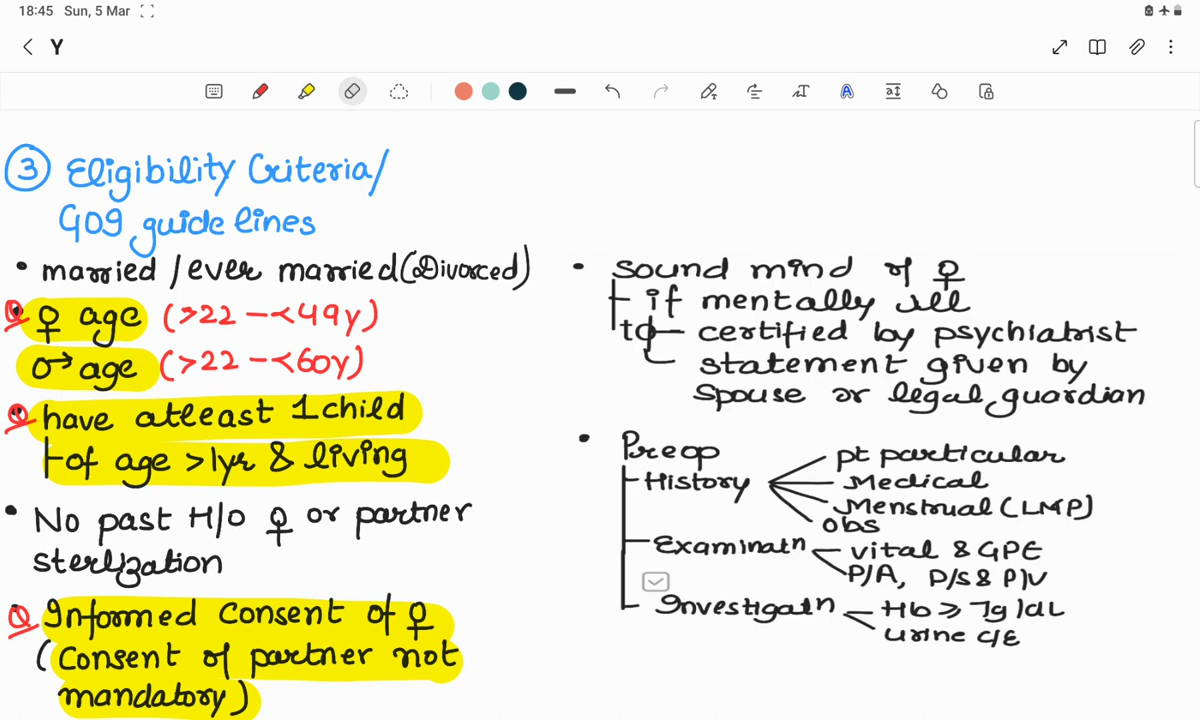 18:45 Sun, 5 Mar
Y
③ Eligibility Criteria/
GO9 guide lines
• married / ever married (Divorced)
Q • ♀ age (>22 – <49y)
♂ age (>22 – <60y)
Q • have atleast 1 child
of age >1yr & living
• No past H/o ♀ or partner
sterlization
Q • Informed consent of ♀
(Consent of partner not
mandatory)
• Sound mind of ♀
if mentally ill
certified by psychiatrist
statement given by
spouse or legal guardian
• Preop
History
pt particular
Medical
Menstrual (LMP)
obs
Examinatn
vital & GPE
P/A, P/S & P/V
Investigatn
Hb ≥ 7g/dL
urine c/E